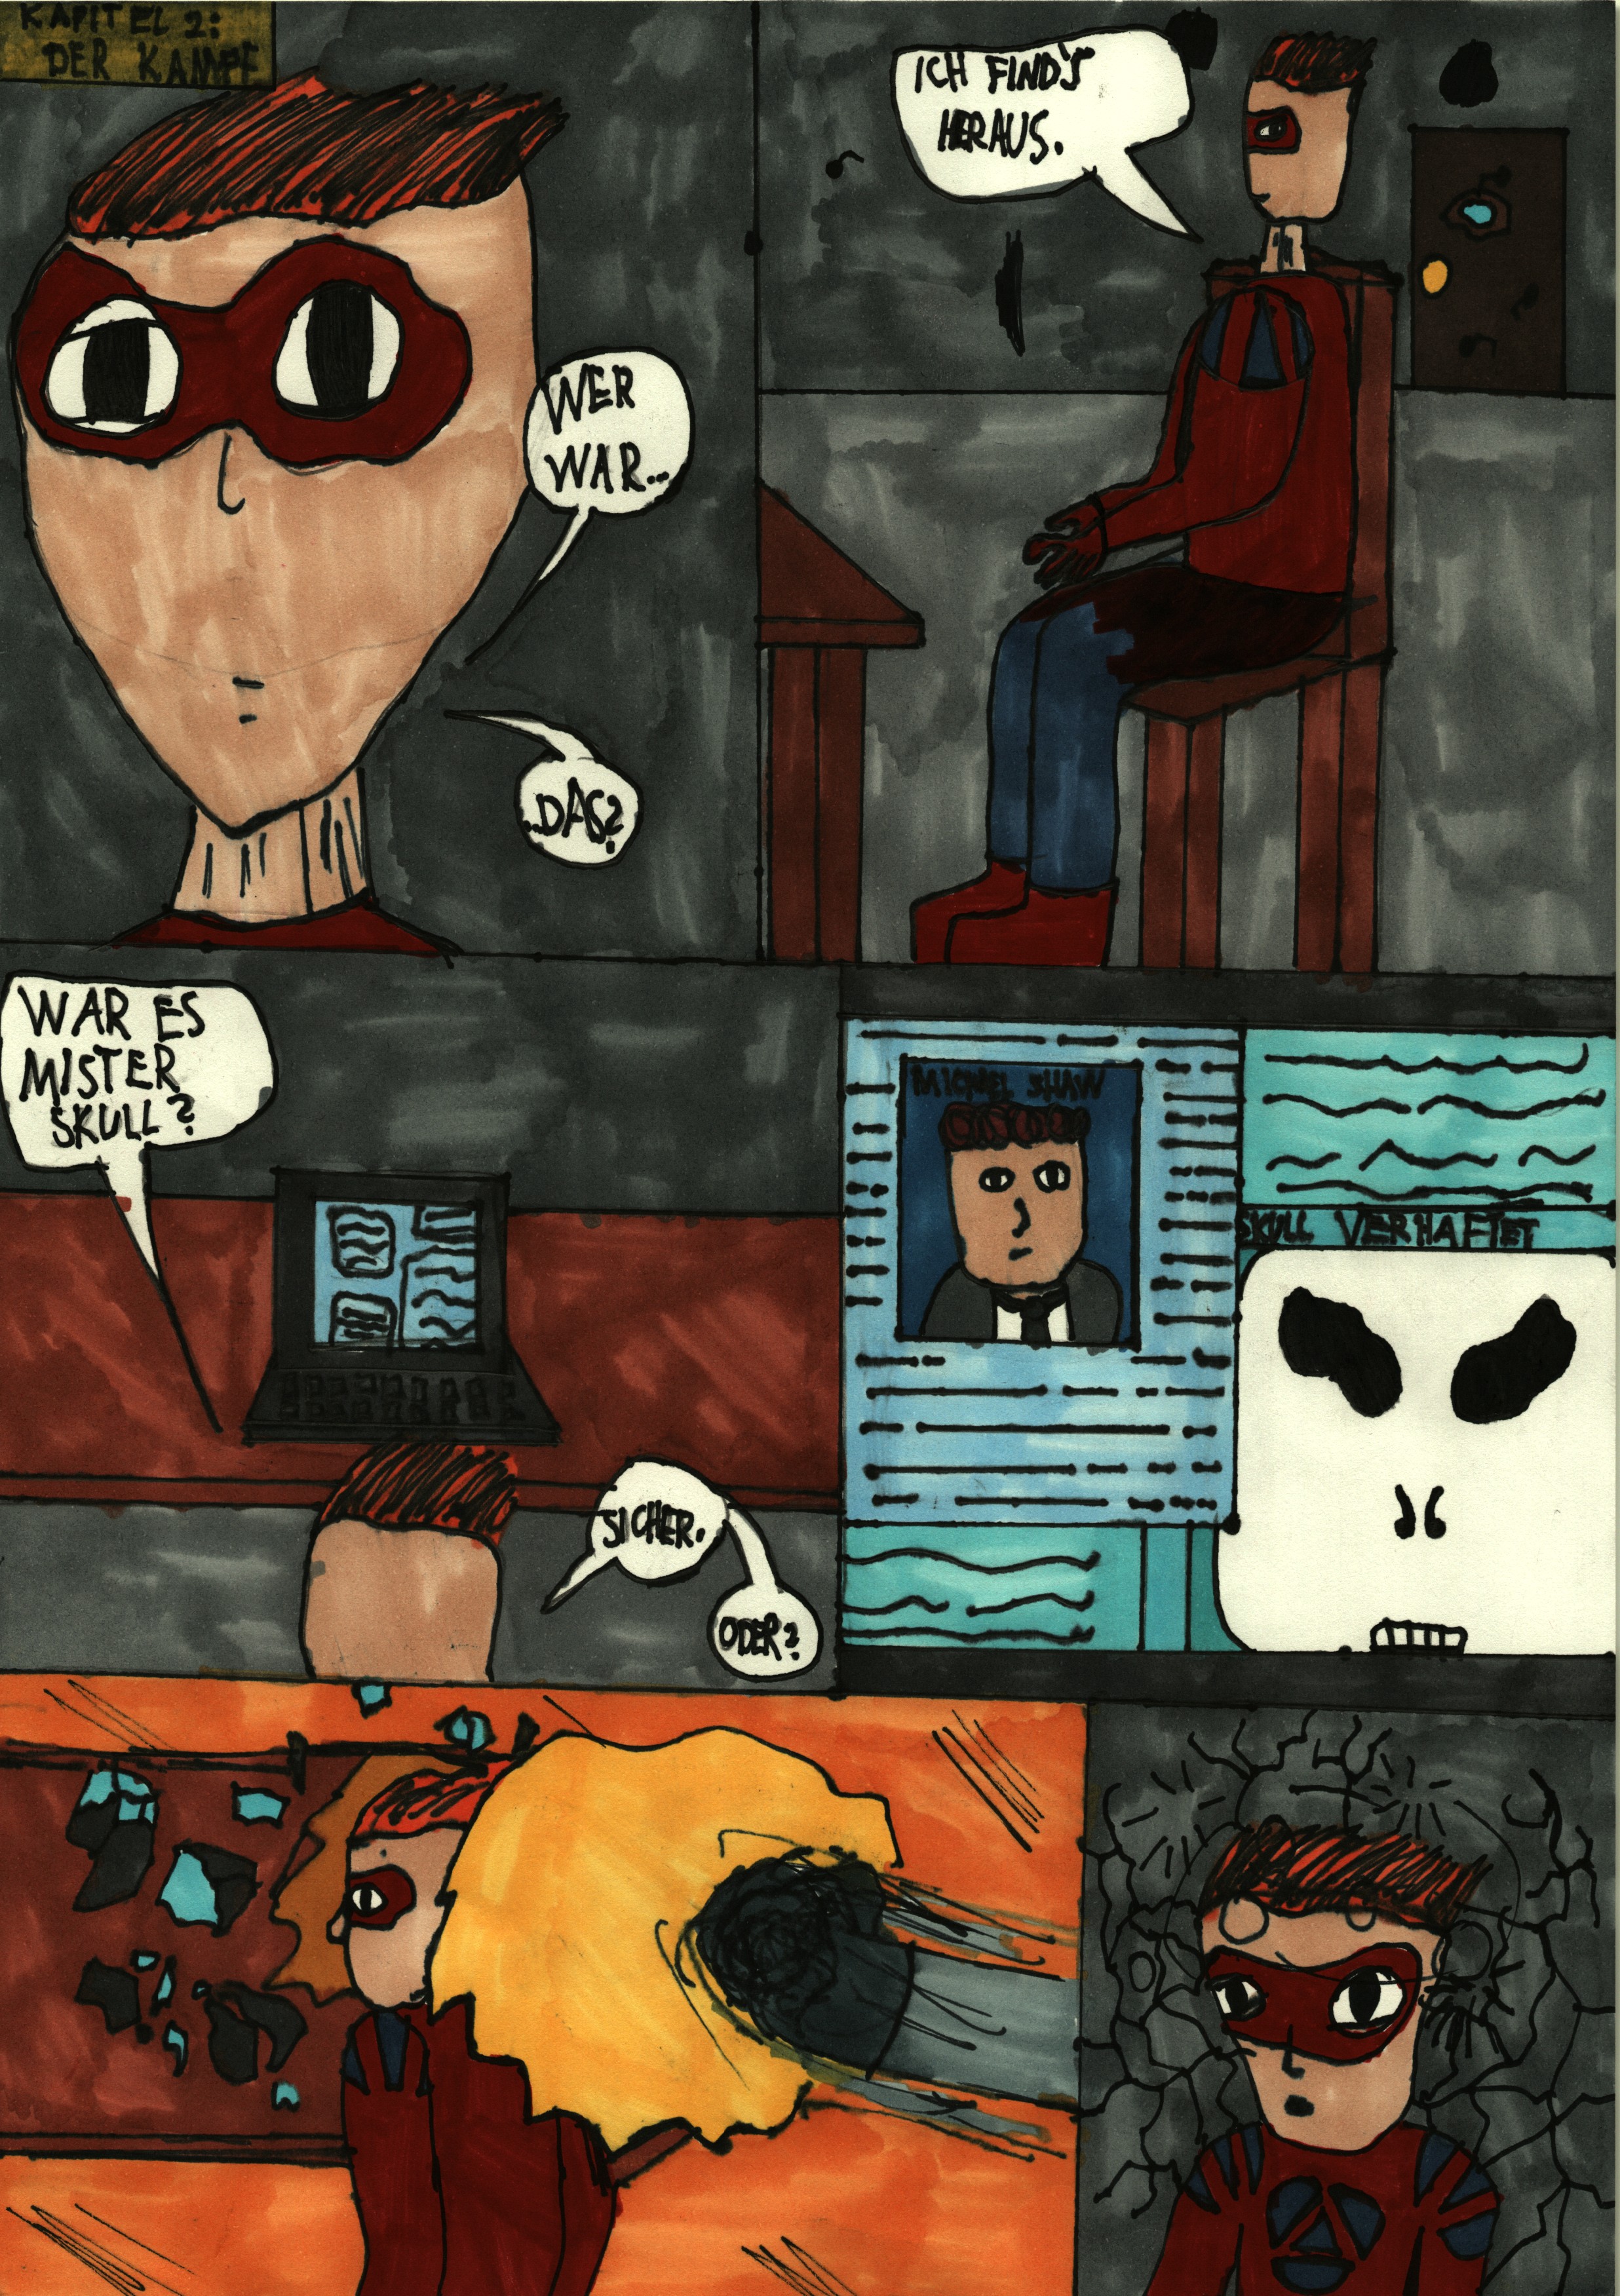 KAPITEL 2:
DER KAMPF
WER
WAR...
...DAS?
ICH FIND'S
HERAUS.
WAR ES
MISTER
SKULL?
SICHER.
ODER?
MICHAEL SHAW
SKULL VERHAFTET